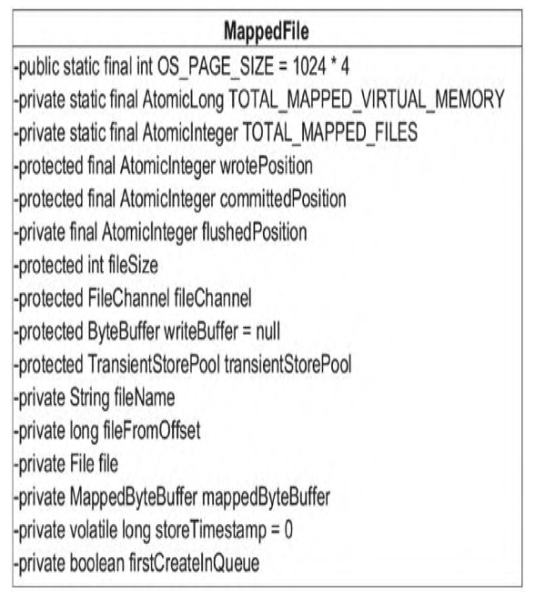 MappedFile
-public static final int OS_PAGE_SIZE = 1024 * 4
-private static final AtomicLong TOTAL_MAPPED_VIRTUAL_MEMORY
-private static final AtomicInteger TOTAL_MAPPED_FILES
-protected final AtomicInteger wrotePosition
-protected final AtomicInteger committedPosition
-private final AtomicInteger flushedPosition
-protected int fileSize
-protected FileChannel fileChannel
-protected ByteBuffer writeBuffer = null
-protected TransientStorePool transientStorePool
-private String fileName
-private long fileFromOffset
-private File file
-private MappedByteBuffer mappedByteBuffer
-private volatile long storeTimestamp = 0
-private boolean firstCreateInQueue